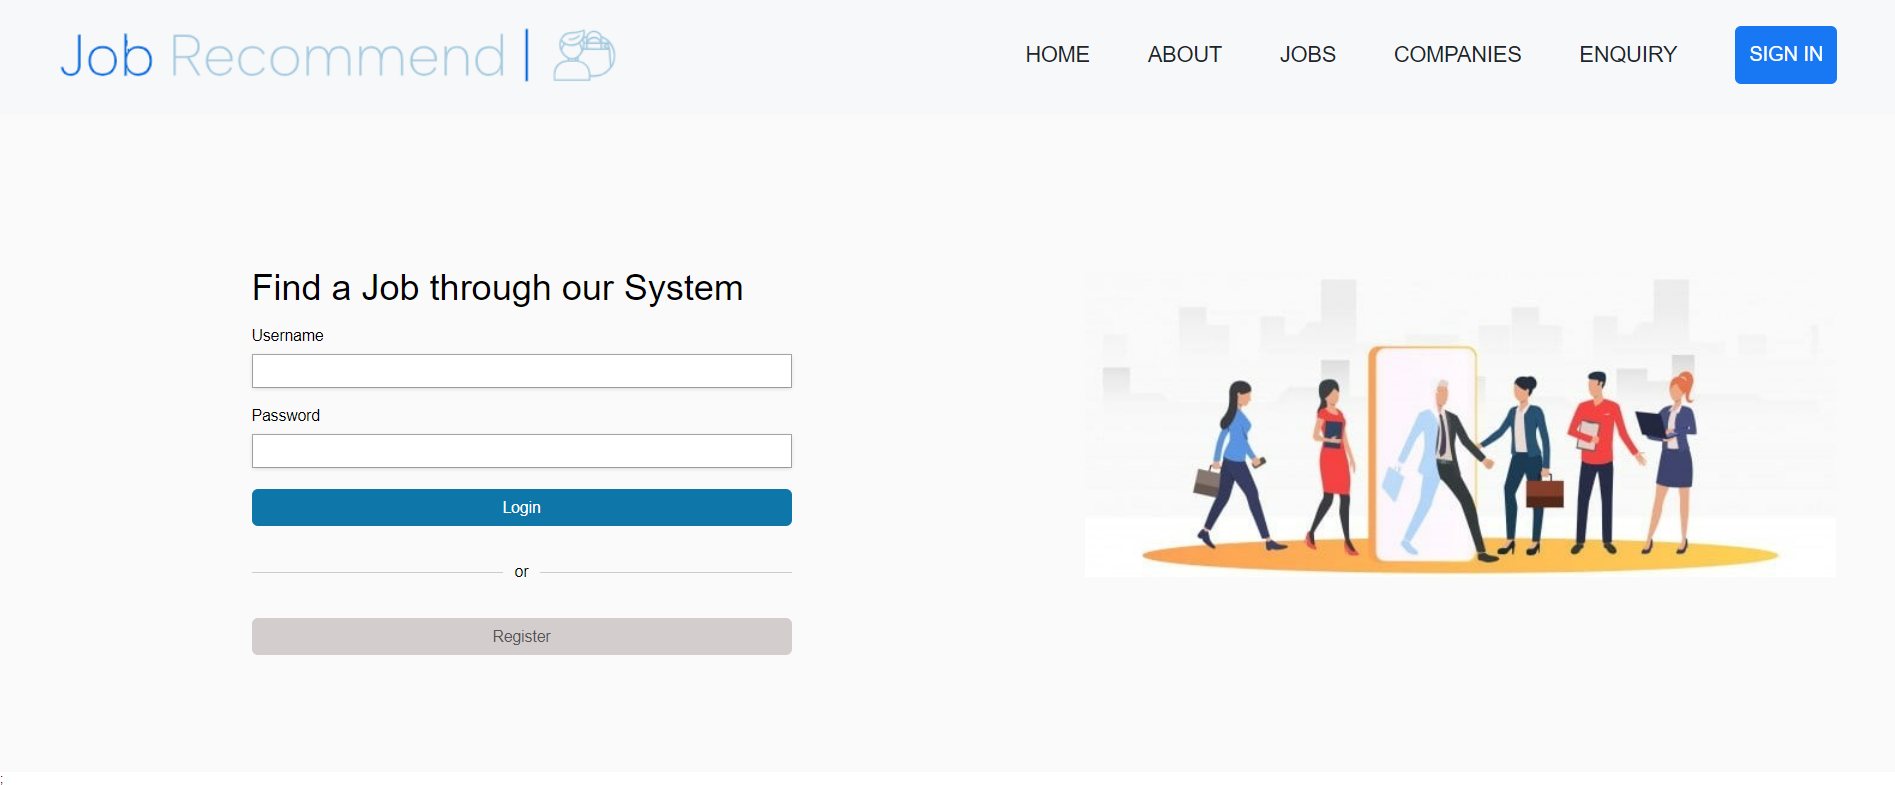 Job Recommend |
HOME ABOUT JOBS COMPANIES ENQUIRY SIGN IN
Find a Job through our System
Username
Password
Login
or
Register
;